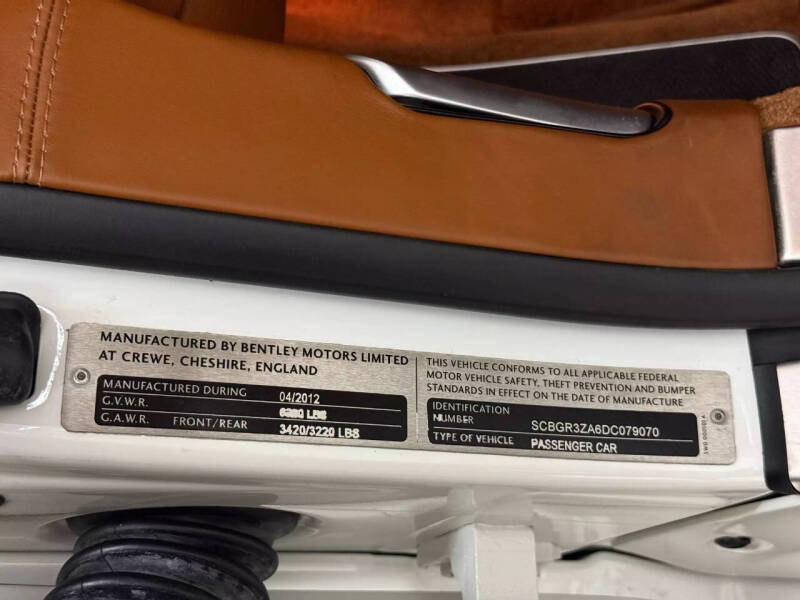 MANUFACTURED BY BENTLEY MOTORS LIMITED
AT CREWE, CHESHIRE, ENGLAND
MANUFACTURED DURING 04/2012
G.V.W.R. LBS
G.A.W.R. FRONT/REAR 3420/3220 LBS
THIS VEHICLE CONFORMS TO ALL APPLICABLE FEDERAL
MOTOR VEHICLE SAFETY, THEFT PREVENTION AND BUMPER
STANDARDS IN EFFECT ON THE DATE OF MANUFACTURE
IDENTIFICATION
NUMBER SCBGR3ZA6DC079070
TYPE OF VEHICLE PASSENGER CAR